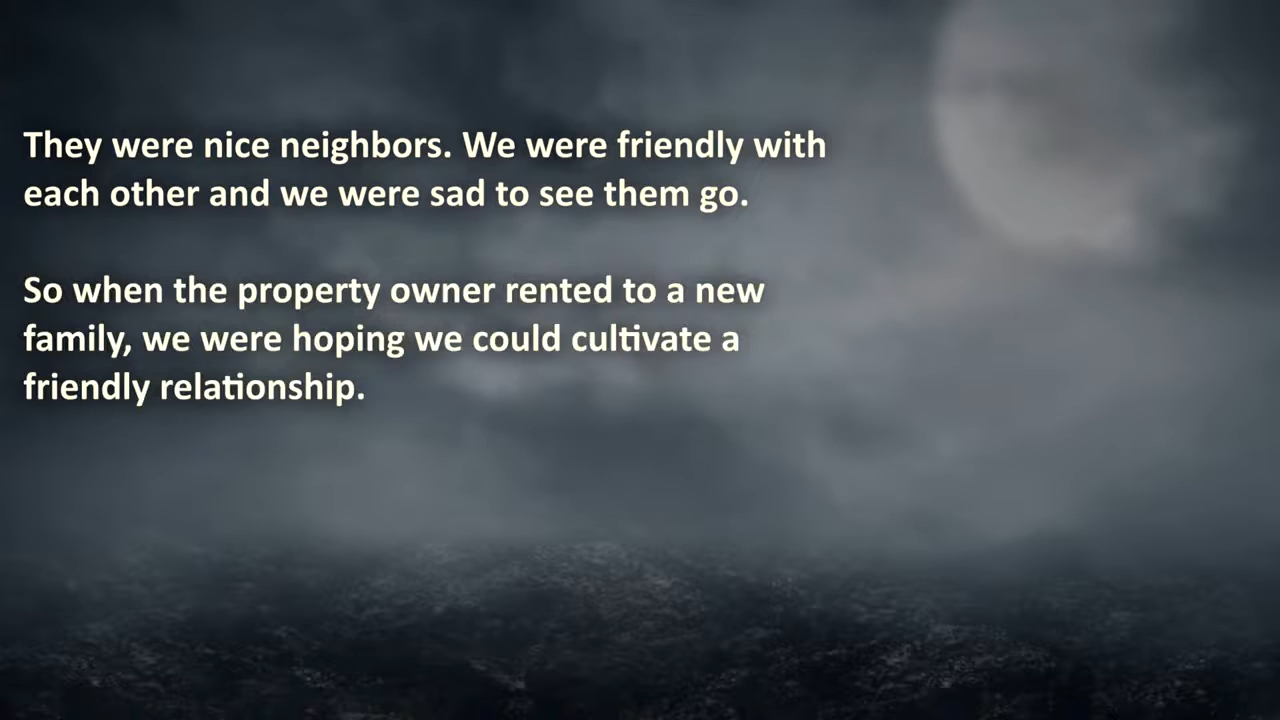 They were nice neighbors. We were friendly with
each other and we were sad to see them go.
So when the property owner rented to a new
family, we were hoping we could cultivate a
friendly relationship.